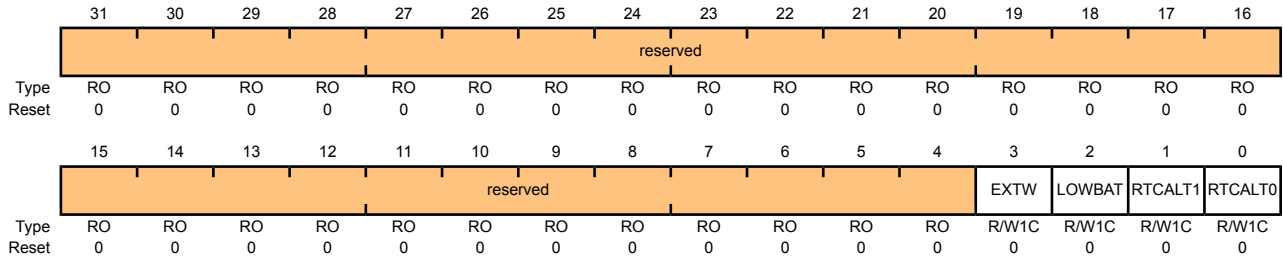 31 30 29 28 27 26 25 24 23 22 21 20 19 18 17 16
reserved
Type RO RO RO RO RO RO RO RO RO RO RO RO RO RO RO RO
Reset 0 0 0 0 0 0 0 0 0 0 0 0 0 0 0 0
15 14 13 12 11 10 9 8 7 6 5 4 3 2 1 0
reserved EXTW LOWBAT RTCALT1 RTCALT0
Type RO RO RO RO RO RO RO RO RO RO RO RO R/W1C R/W1C R/W1C R/W1C
Reset 0 0 0 0 0 0 0 0 0 0 0 0 0 0 0 0